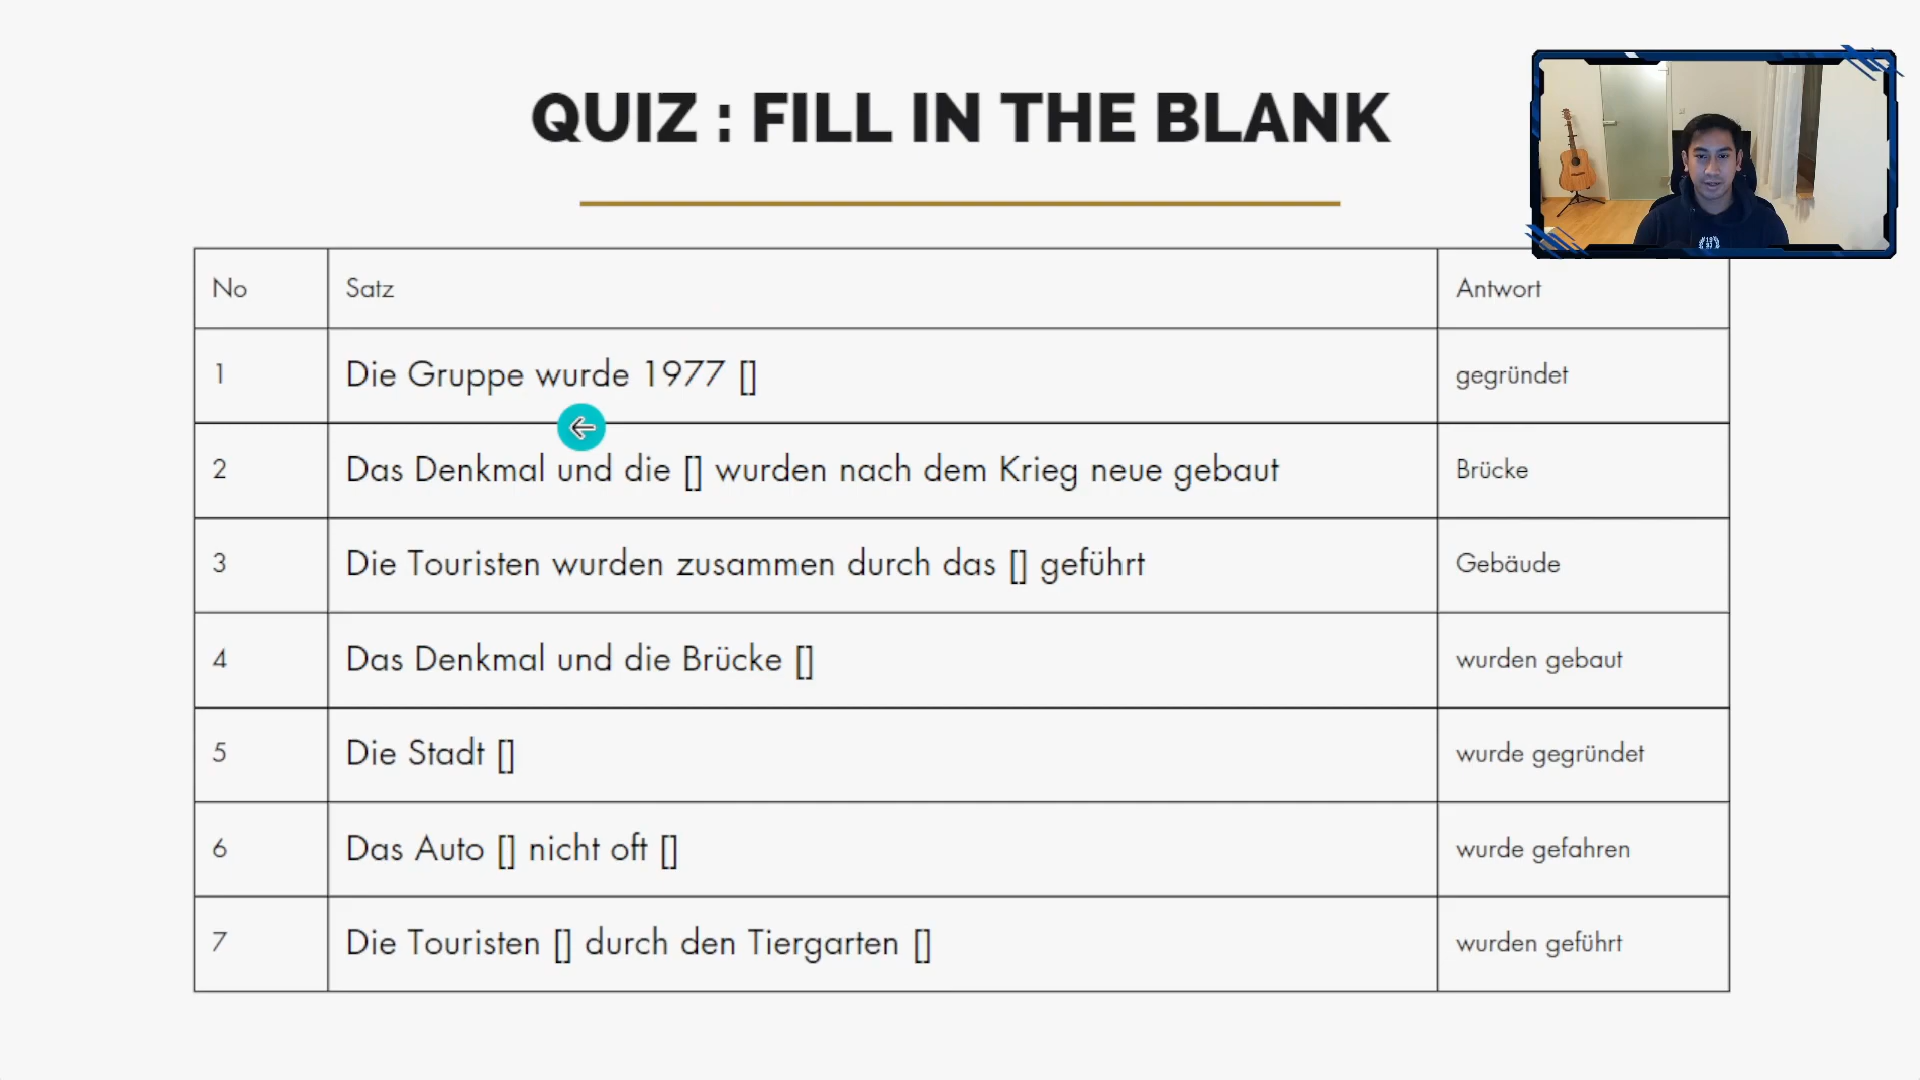 QUIZ : FILL IN THE BLANK
No Satz Antwort
1 Die Gruppe wurde 1977 [] gegründet
2 Das Denkmal und die [] wurden nach dem Krieg neue gebaut Brücke
3 Die Touristen wurden zusammen durch das [] geführt Gebäude
4 Das Denkmal und die Brücke [] wurden gebaut
5 Die Stadt [] wurde gegründet
6 Das Auto [] nicht oft [] wurde gefahren
7 Die Touristen [] durch den Tiergarten [] wurden geführt